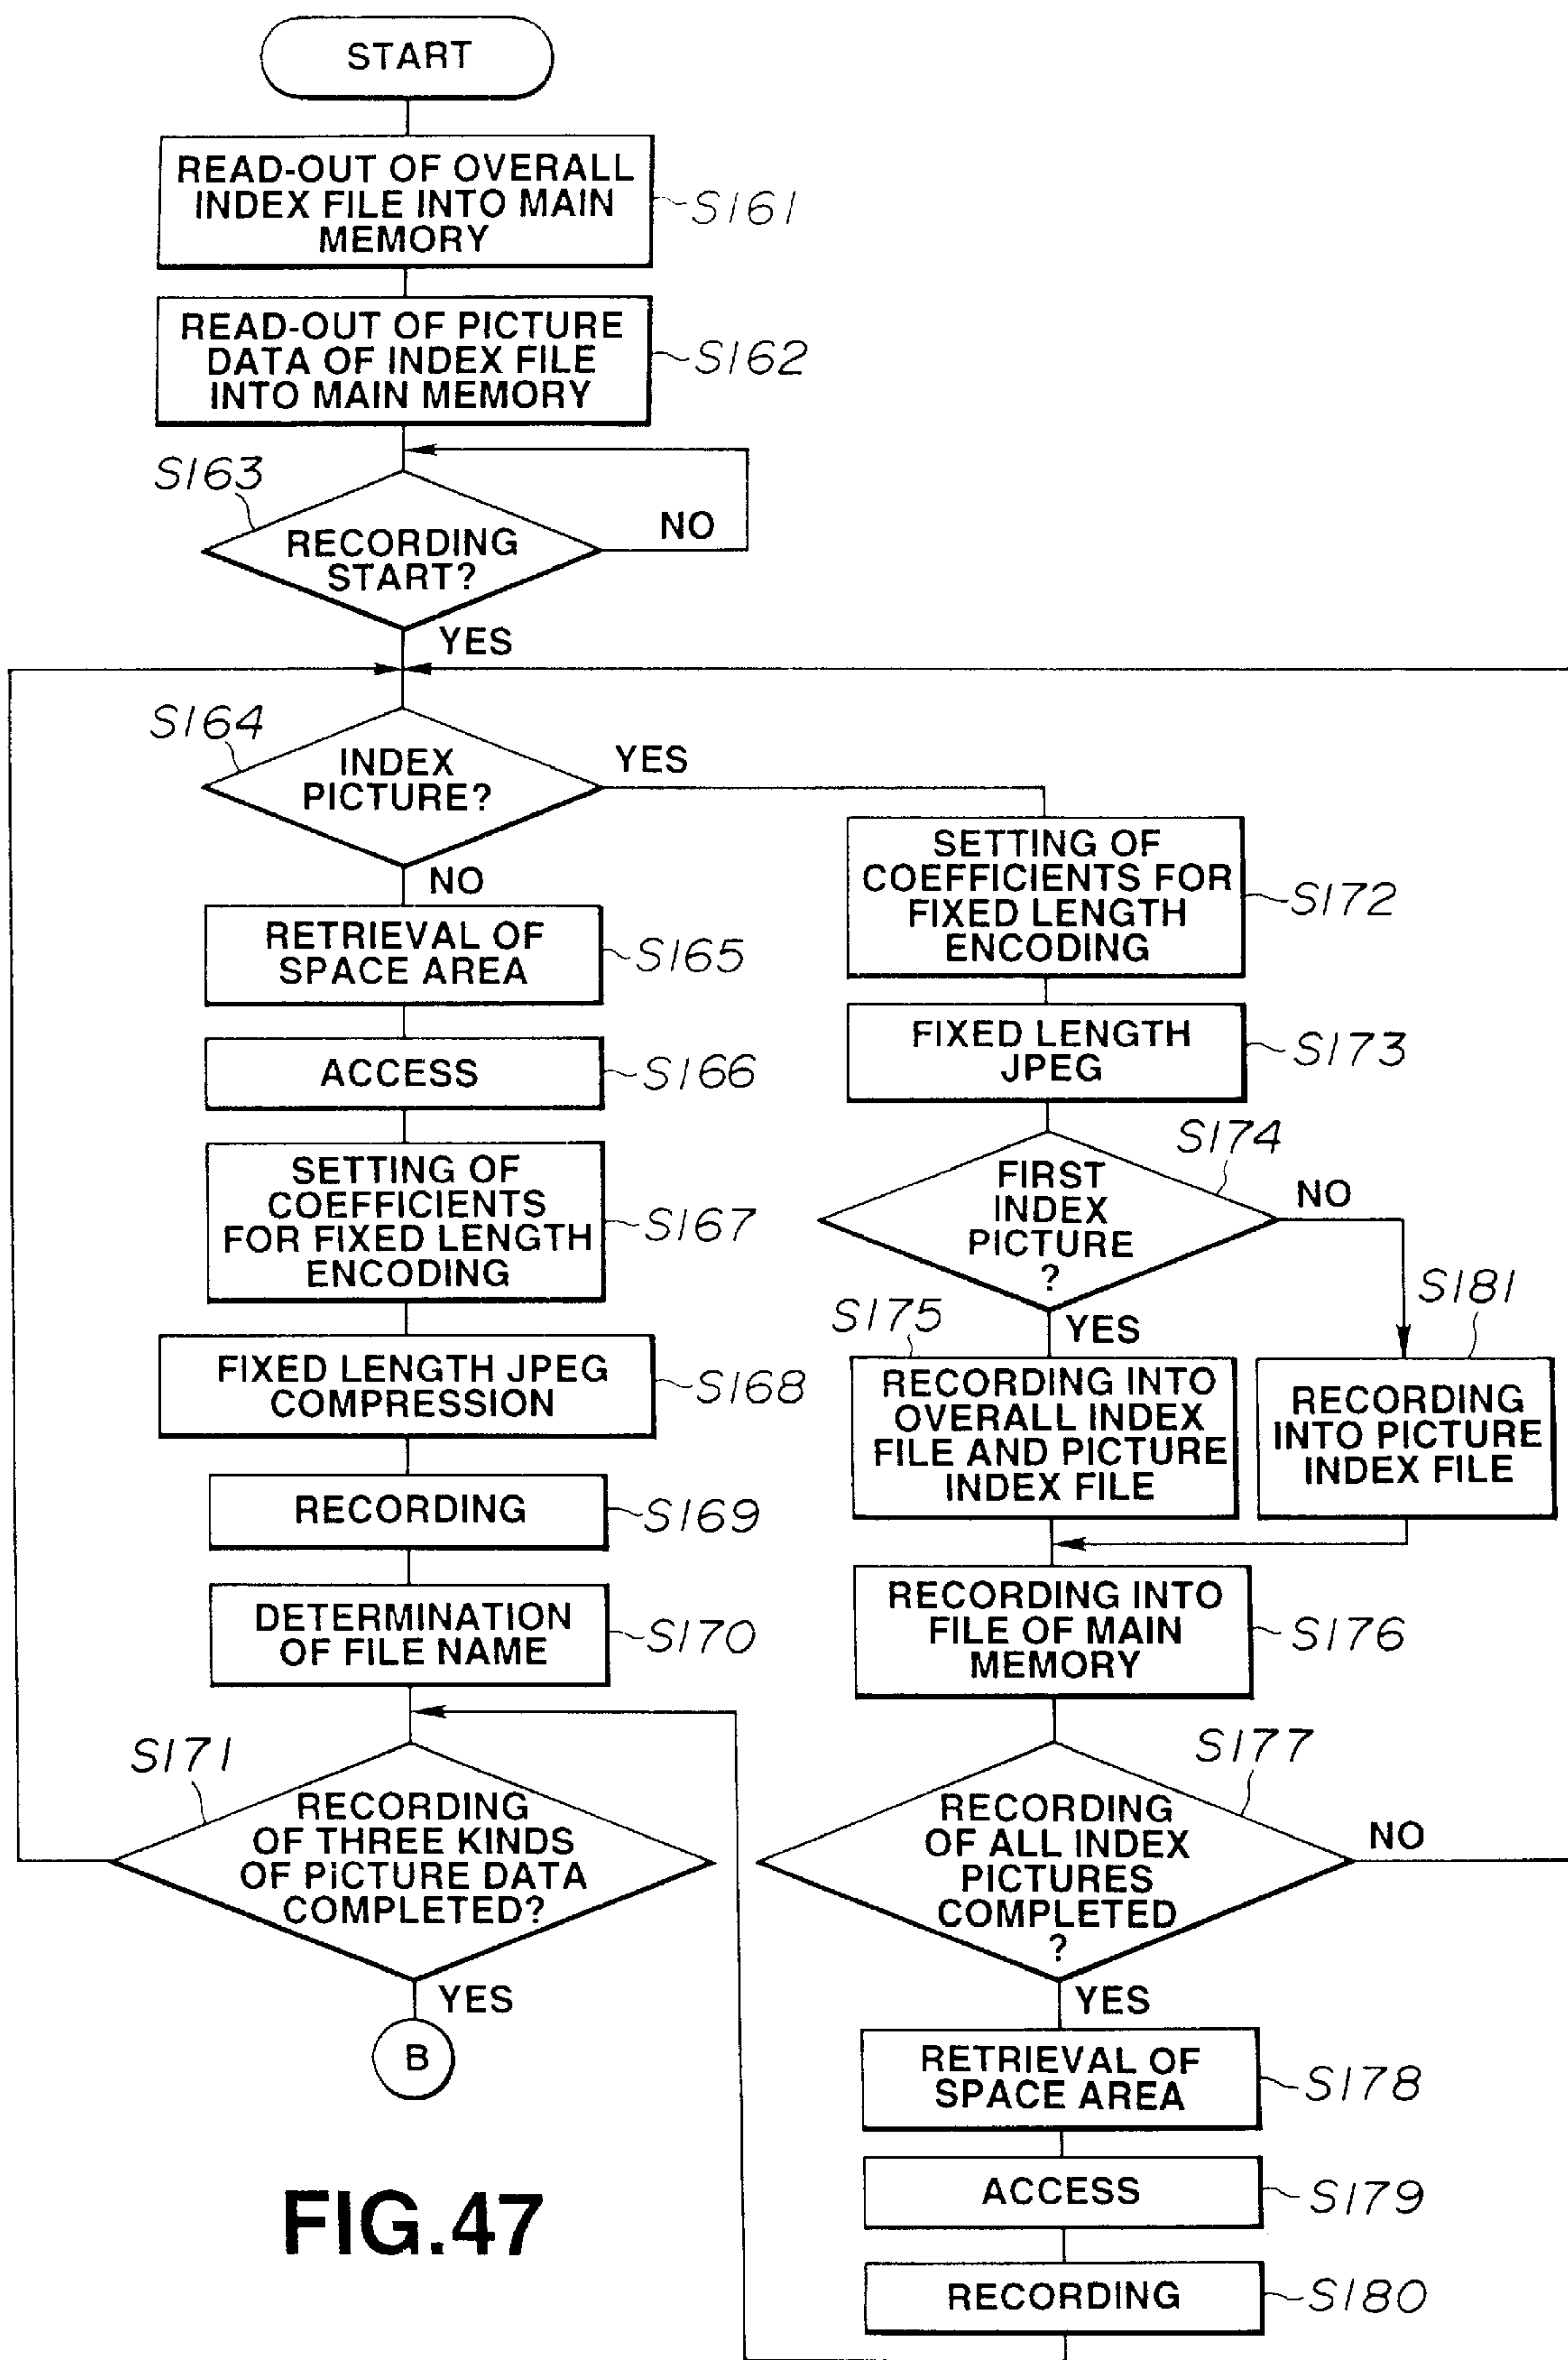 START
READ-OUT OF OVERALL
INDEX FILE INTO MAIN
MEMORY
S161
READ-OUT OF PICTURE
DATA OF INDEX FILE
INTO MAIN MEMORY
S162
S163
RECORDING
START?
NO
YES
S164
INDEX
PICTURE?
YES
NO
RETRIEVAL OF
SPACE AREA
S165
ACCESS
S166
SETTING OF
COEFFICIENTS
FOR FIXED LENGTH
ENCODING
S167
FIXED LENGTH JPEG
COMPRESSION
S168
RECORDING
S169
DETERMINATION
OF FILE NAME
S170
S171
RECORDING
OF THREE KINDS
OF PICTURE DATA
COMPLETED?
YES
B
SETTING OF
COEFFICIENTS FOR
FIXED LENGTH
ENCODING
S172
FIXED LENGTH
JPEG
S173
S174
FIRST
INDEX
PICTURE
?
NO
YES
S175
RECORDING INTO
OVERALL INDEX
FILE AND PICTURE
INDEX FILE
S181
RECORDING
INTO PICTURE
INDEX FILE
RECORDING INTO
FILE OF MAIN
MEMORY
S176
S177
RECORDING
OF ALL INDEX
PICTURES
COMPLETED
?
NO
YES
RETRIEVAL OF
SPACE AREA
S178
ACCESS
S179
RECORDING
S180
FIG.47